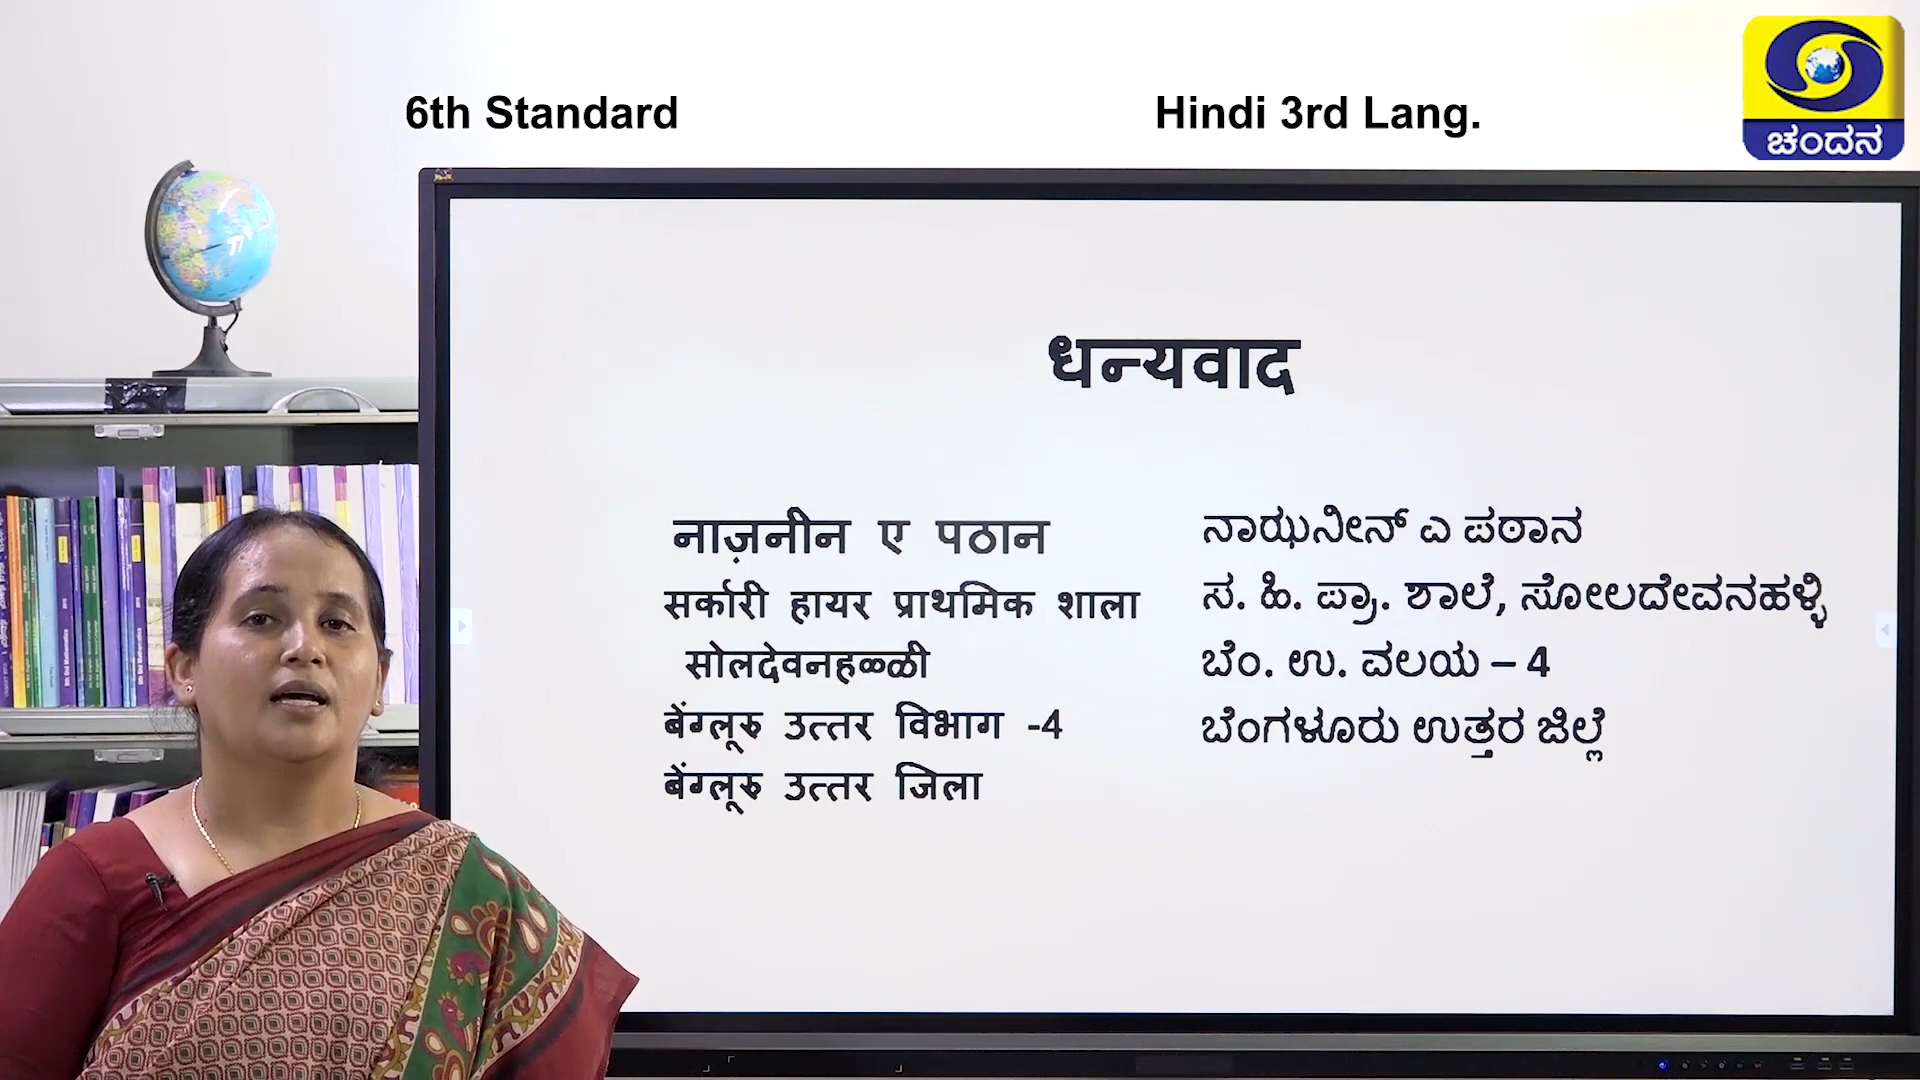 6th Standard
Hindi 3rd Lang.
ಚಂದನ
धन्यवाद
नाज़नीन ए पठान
सर्कारी हायर प्राथमिक शाला
सोलदेवनहळ्ळी
बेंग्लूरु उत्तर विभाग -4
बेंग्लूरु उत्तर जिला
ನಾಝನೀನ್ ಎ ಪಠಾನ
ಸ. ಹಿ. ಪ್ರಾ. ಶಾಲೆ, ಸೋಲದೇವನಹಳ್ಳಿ
ಬೆಂ. ಉ. ವಲಯ – 4
ಬೆಂಗಳೂರು ಉತ್ತರ ಜಿಲ್ಲೆ